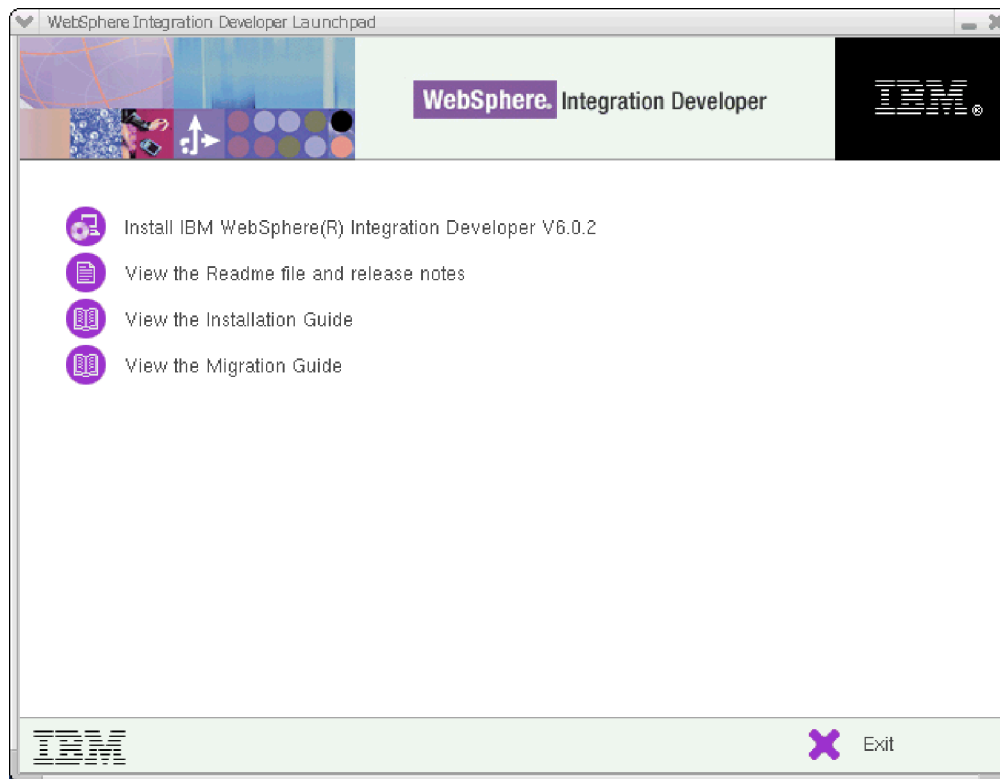 WebSphere Integration Developer Launchpad
WebSphere. Integration Developer
IBM®
Install IBM WebSphere(R) Integration Developer V6.0.2
View the Readme file and release notes
View the Installation Guide
View the Migration Guide
IBM
Exit